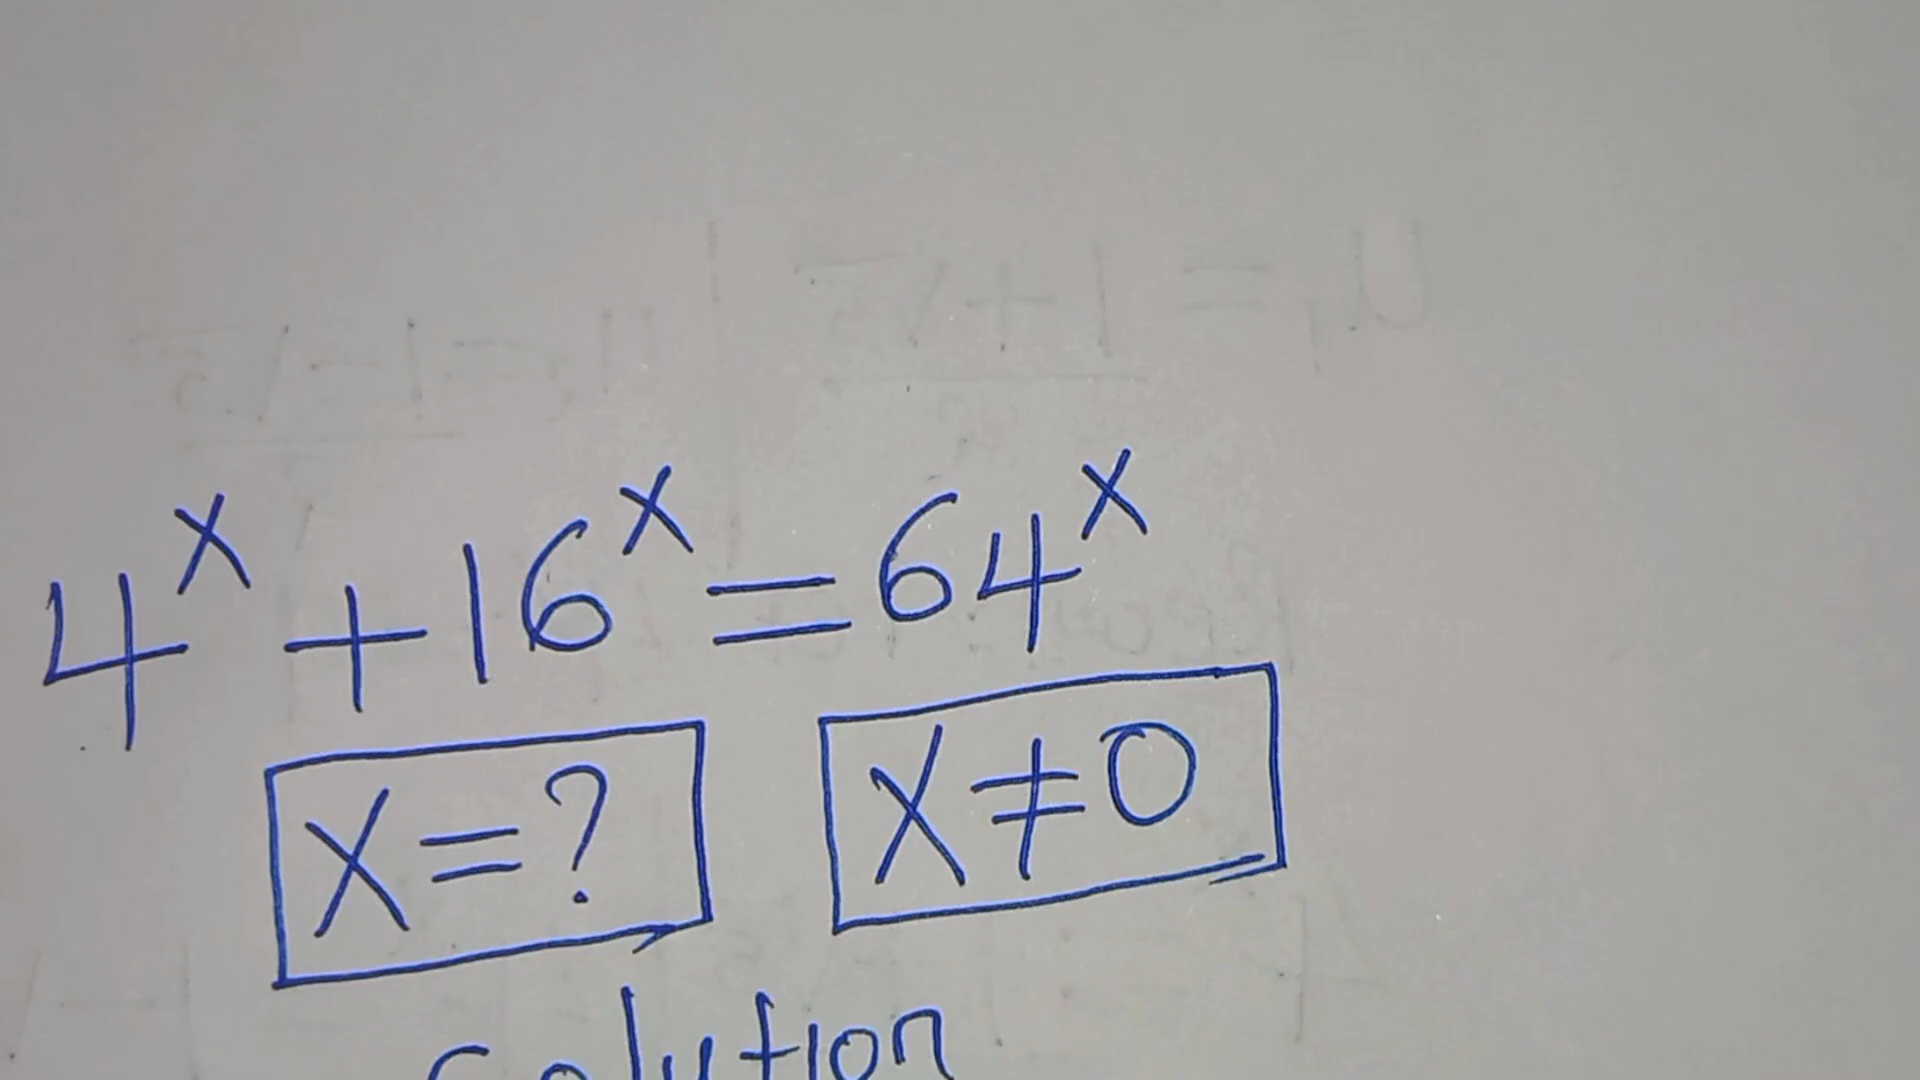 4^x + 16^x = 64^x
x = ? x ≠ 0
solution